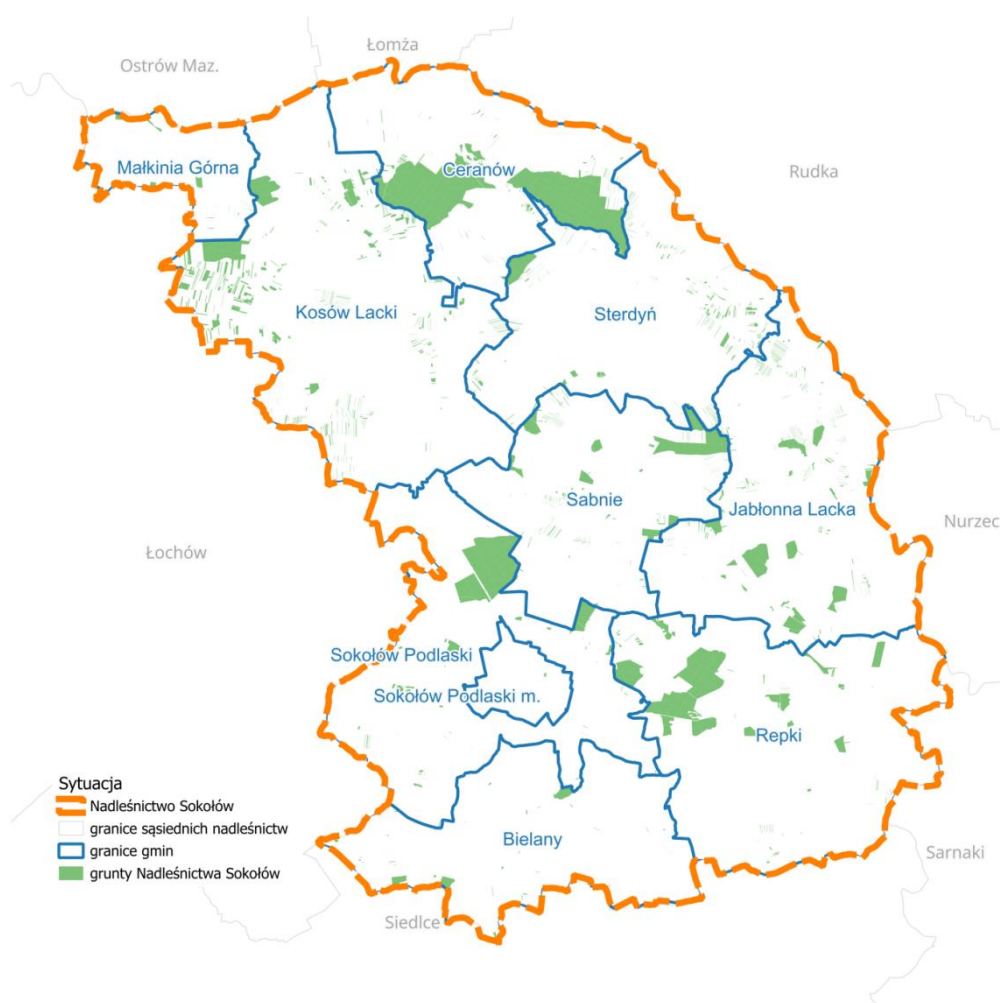 Łomża
Ostrów Maz.
Rudka
Małkinia Górna
Ceranów
Kosów Lacki
Sterdyń
Sabnie
Jabłonna Lacka
Nurzec
Łochów
Sokołów Podlaski
Sokołów Podlaski m.
Repki
Bielany
Sarnaki
Siedlce
Sytuacja
Nadleśnictwo Sokołów
granice sąsiednich nadleśnictw
granice gmin
grunty Nadleśnictwa Sokołów